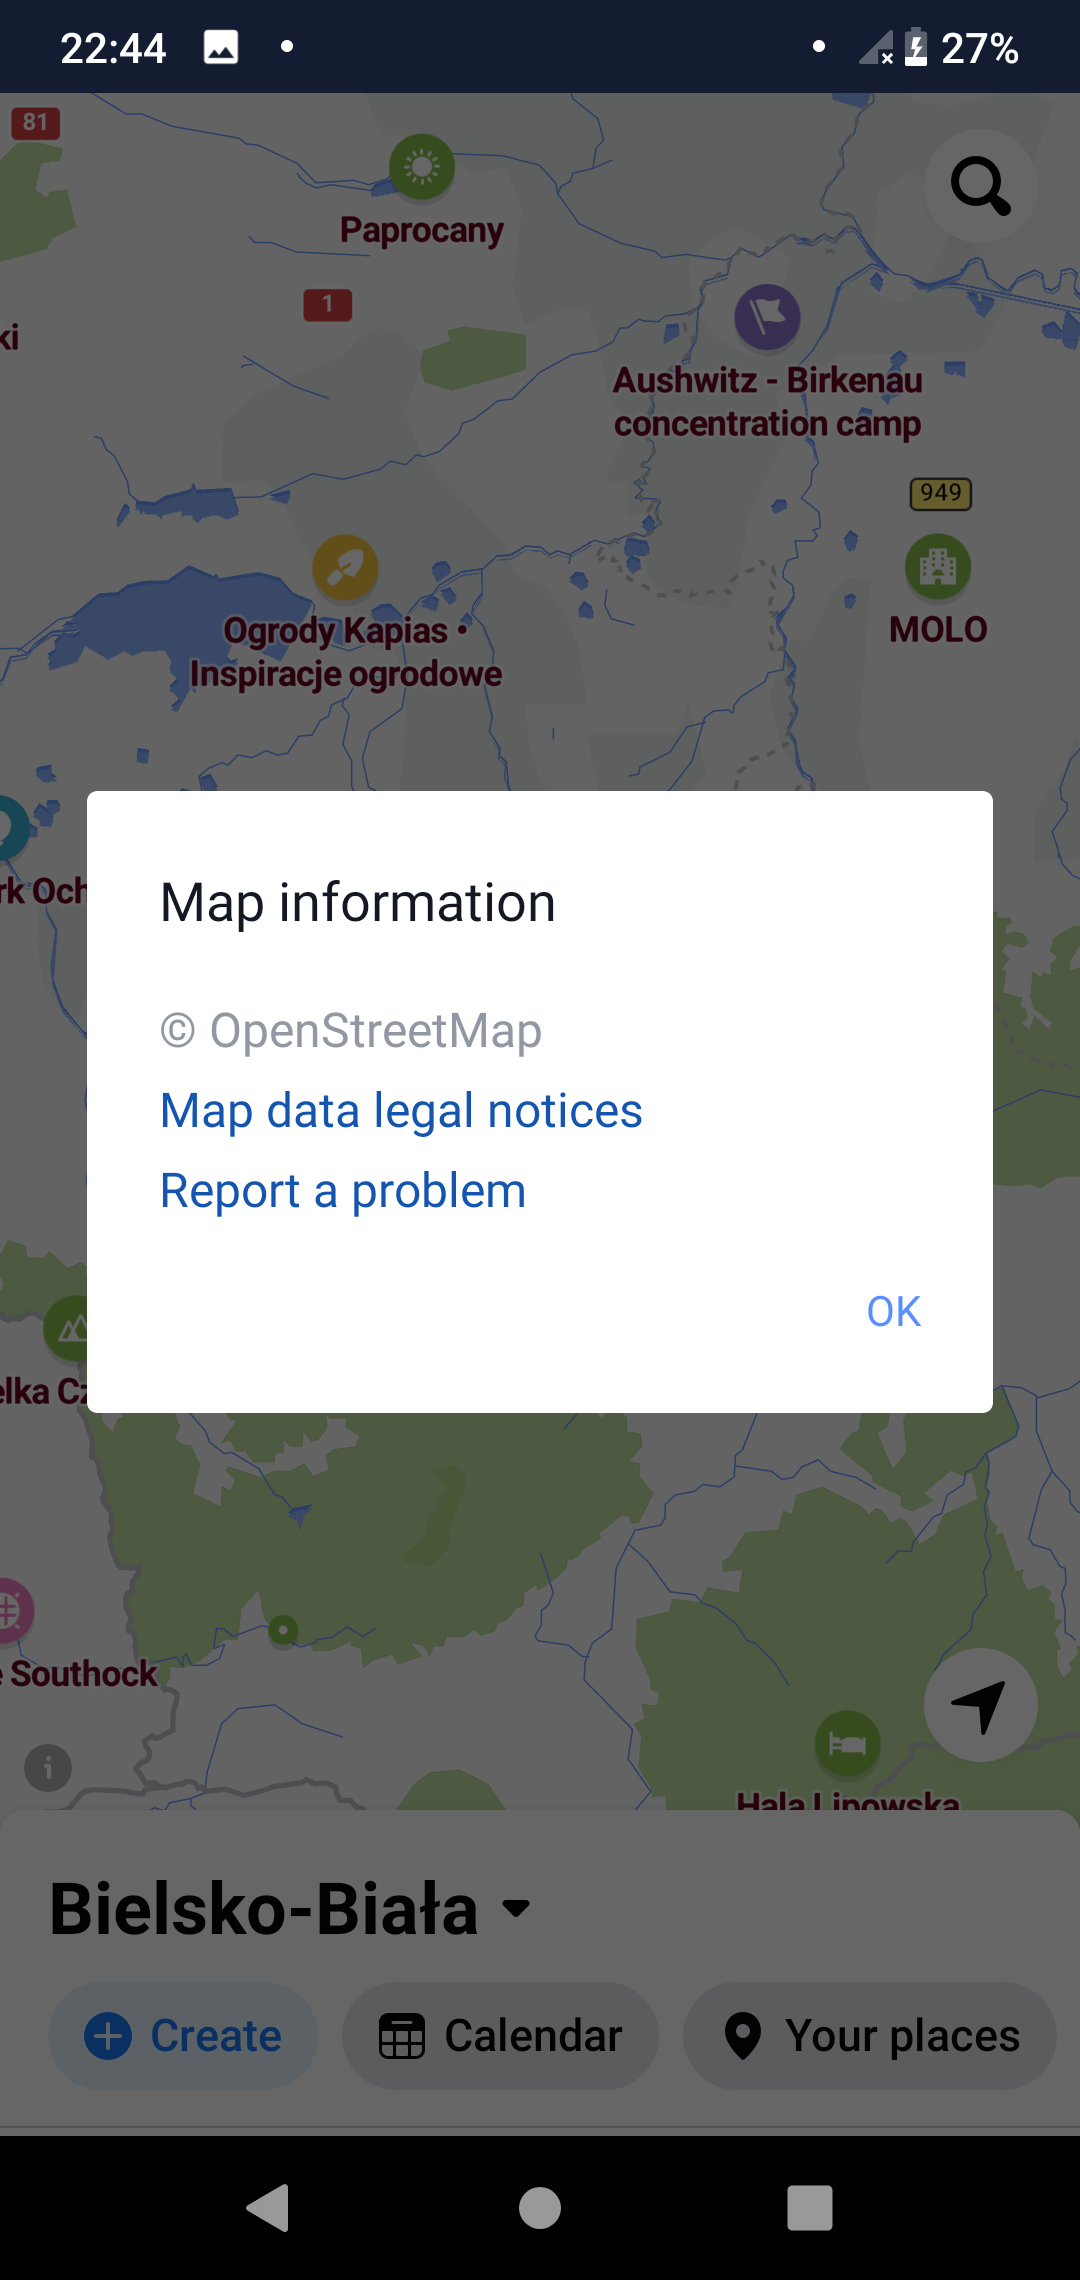 22:44
27%
81
Paprocany
1
ki
Aushwitz - Birkenau
concentration camp
949
Ogrody Kapias •
Inspiracje ogrodowe
MOLO
rk Och
Map information
© OpenStreetMap
Map data legal notices
Report a problem
OK
elka Cz
é Southock
Hala Lipowska
Bielsko-Biała
Create
Calendar
Your places